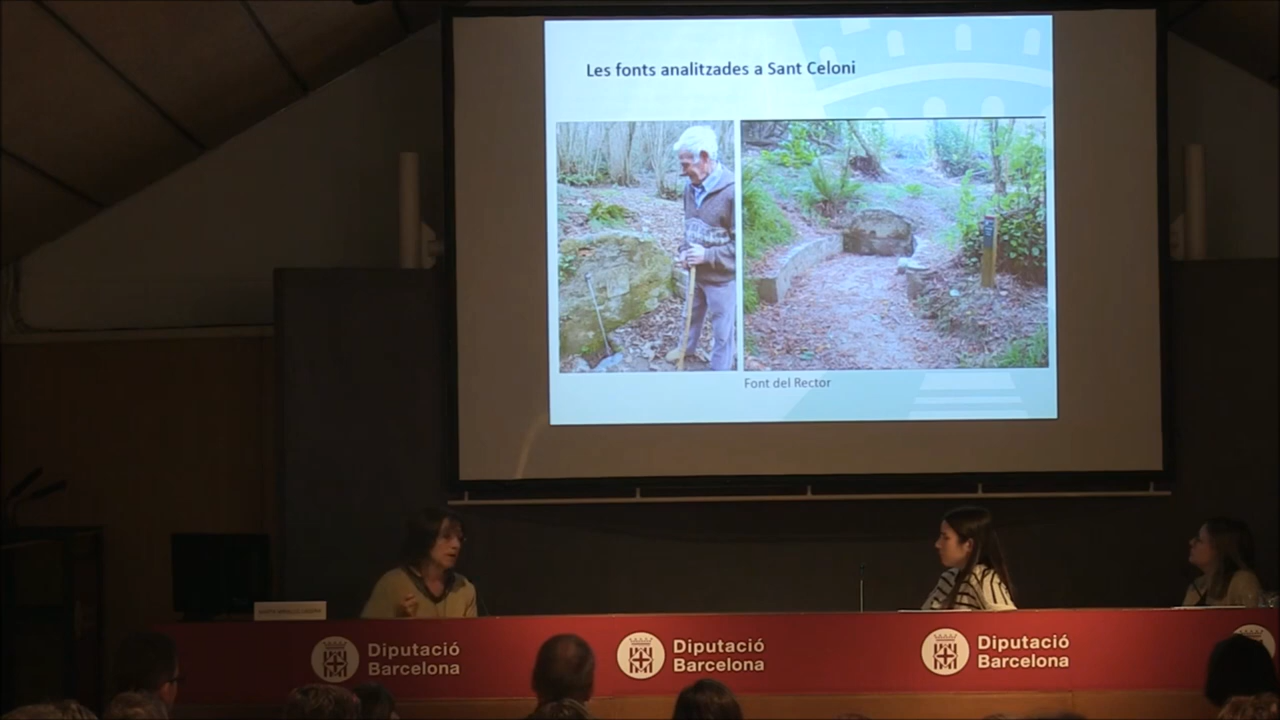 Les fonts analitzades a Sant Celoni
Font del Rector
Diputació
Barcelona
Diputació
Barcelona
Diputació
Barcelona